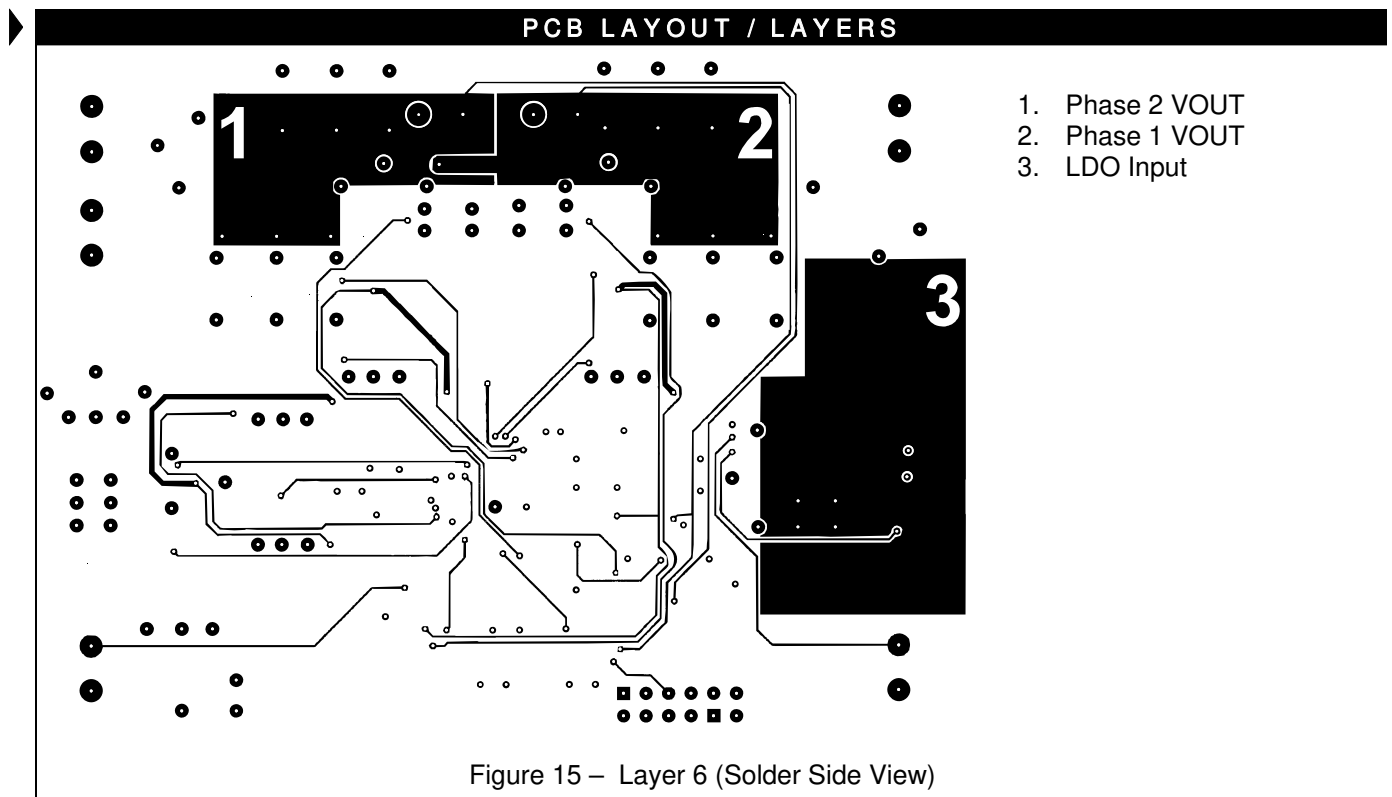 PCB LAYOUT / LAYERS
1
2
3
1. Phase 2 VOUT
2. Phase 1 VOUT
3. LDO Input
Figure 15 – Layer 6 (Solder Side View)